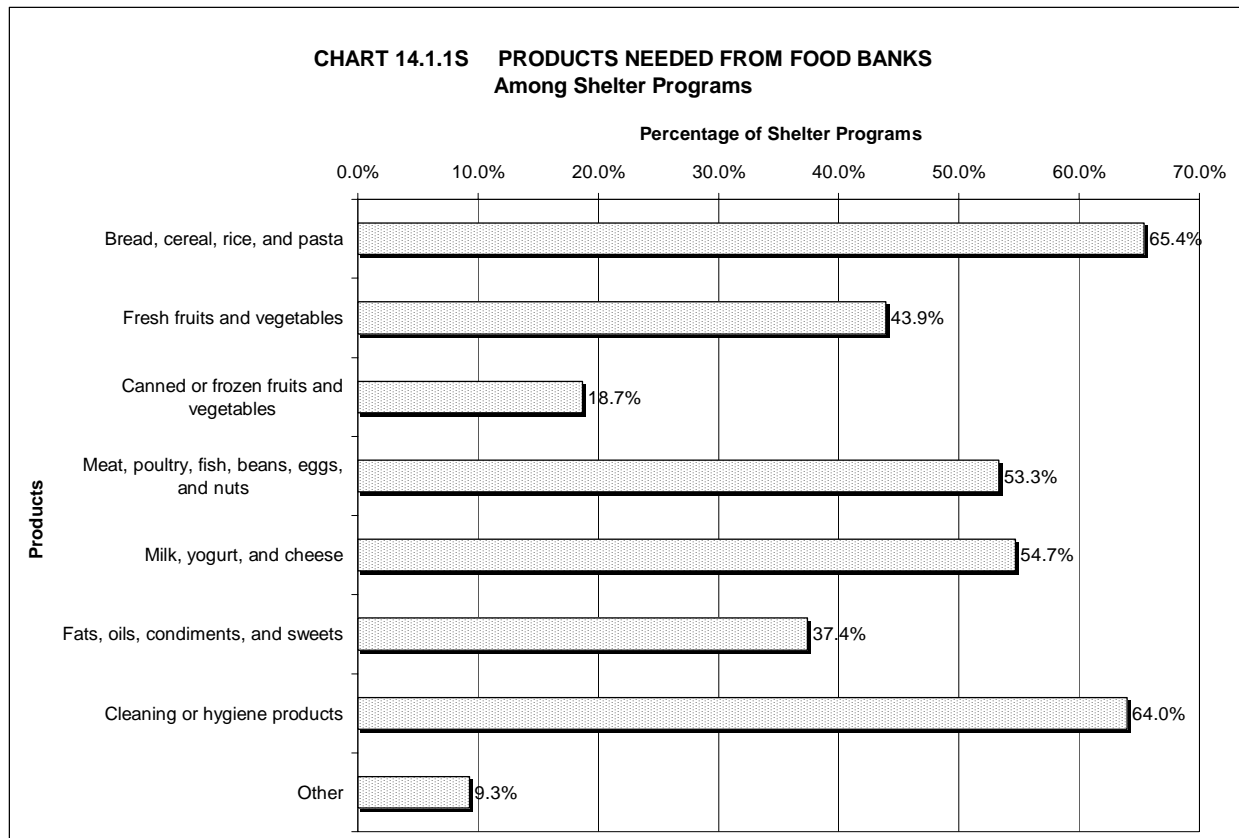 CHART 14.1.1S PRODUCTS NEEDED FROM FOOD BANKS
Among Shelter Programs
Percentage of Shelter Programs
0.0% 10.0% 20.0% 30.0% 40.0% 50.0% 60.0% 70.0%
Bread, cereal, rice, and pasta 65.4%
Fresh fruits and vegetables 43.9%
Canned or frozen fruits and
vegetables 18.7%
Meat, poultry, fish, beans, eggs,
and nuts 53.3%
Products
Milk, yogurt, and cheese 54.7%
Fats, oils, condiments, and sweets 37.4%
Cleaning or hygiene products 64.0%
Other 9.3%